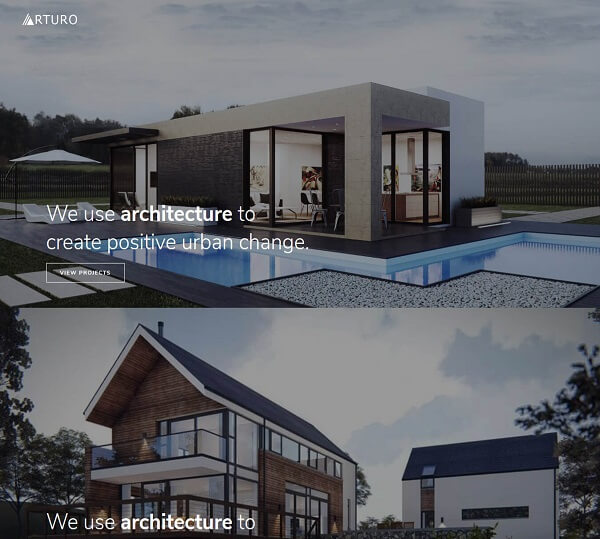 ARTURO
We use architecture to
create positive urban change.
VIEW PROJECTS
We use architecture to